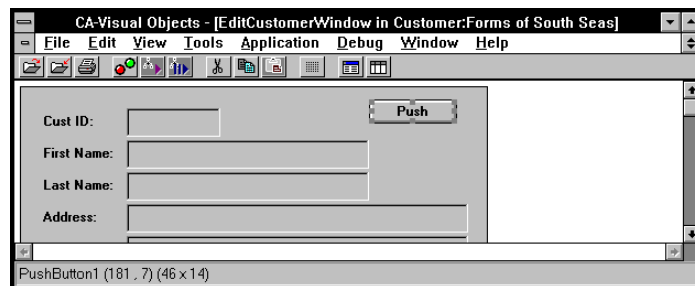 CA-Visual Objects - [EditCustomerWindow in Customer:Forms of South Seas]
File Edit View Tools Application Debug Window Help
Push
Cust ID:
First Name:
Last Name:
Address:
PushButton1 (181 , 7) (46 x 14)